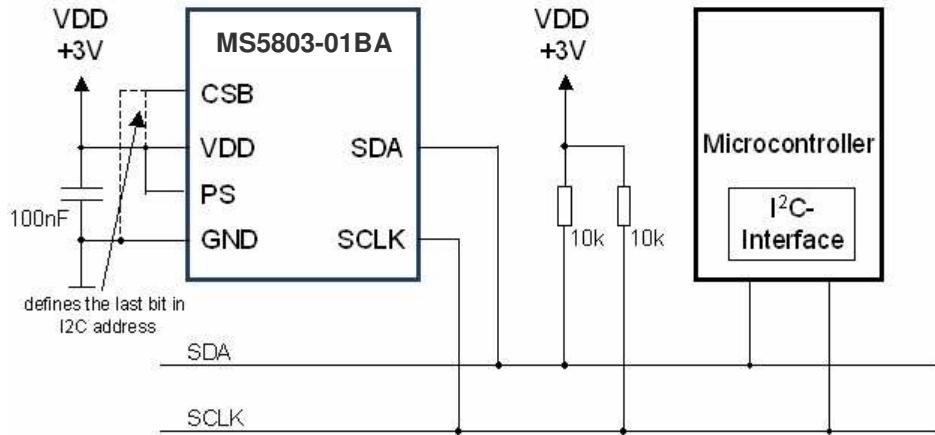 VDD
+3V
MS5803-01BA
CSB
VDD
PS
GND
SDA
SCLK
100nF
defines the last bit in
I2C address
VDD
+3V
10k
10k
Microcontroller
I²C-
Interface
SDA
SCLK